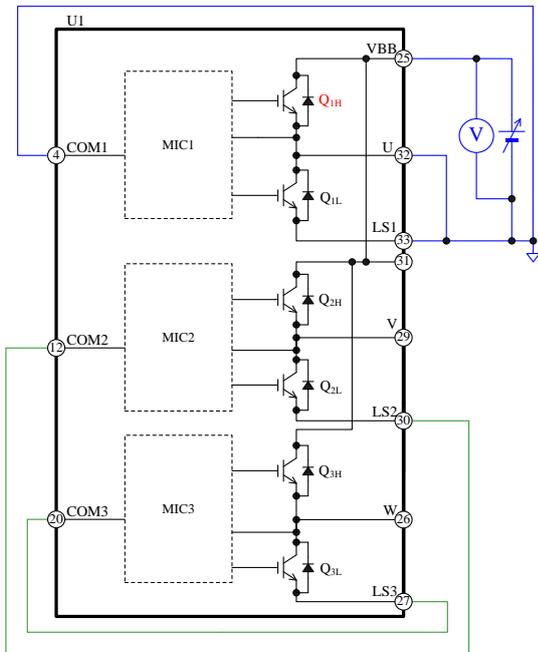 U1
VBB 25
Q1H
V
MIC1
4 COM1
U 32
Q1L
LS1 33
31
Q2H
MIC2
V 29
12 COM2
Q2L
LS2 30
Q3H
MIC3
20 COM3
W 26
Q3L
LS3 27